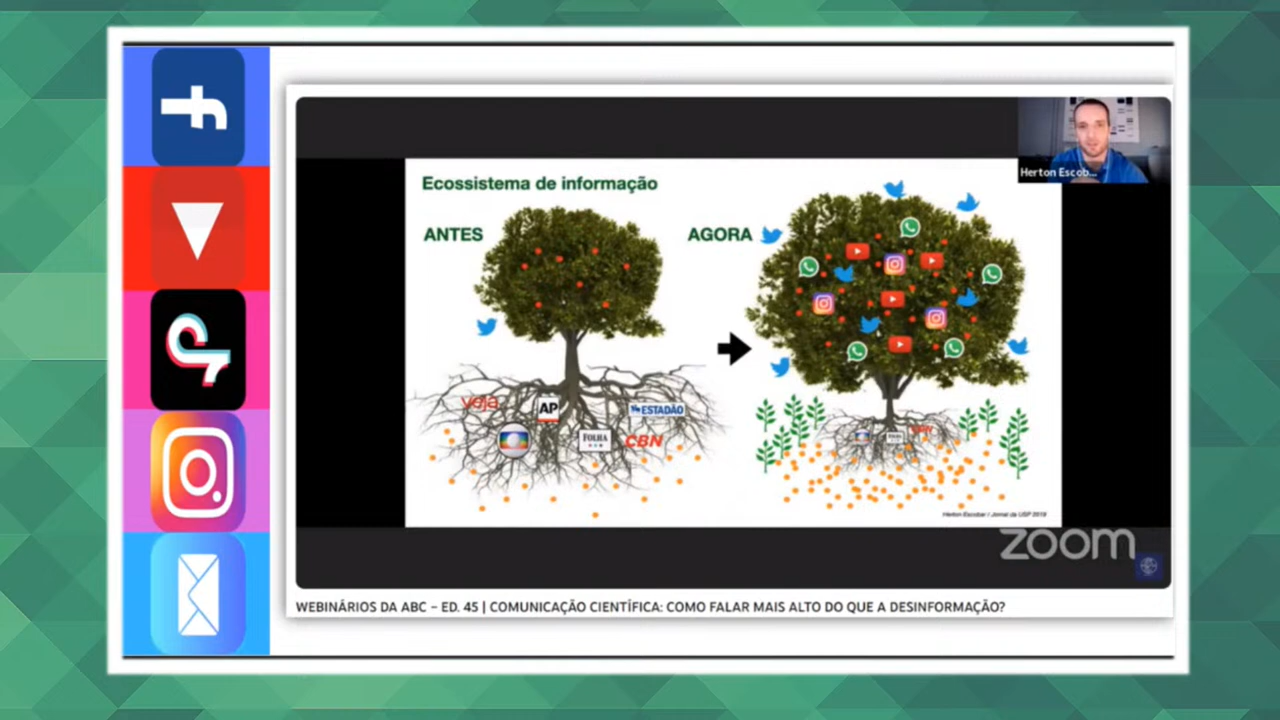 Herton Escob...
Ecossistema de informação
ANTES
AGORA
veja
AP
ESTADÃO
FOLHA
CBN
Herton Escobar / Jornal da USP 2019
zoom
WEBINÁRIOS DA ABC – ED. 45 | COMUNICAÇÃO CIENTÍFICA: COMO FALAR MAIS ALTO DO QUE A DESINFORMAÇÃO?